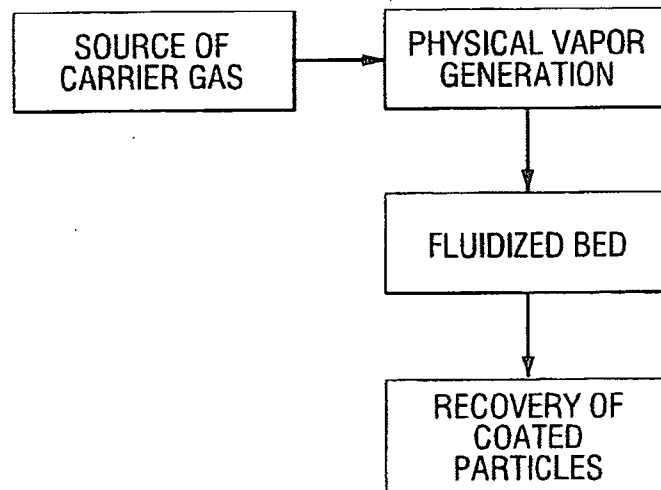 SOURCE OF
CARRIER GAS
PHYSICAL VAPOR
GENERATION
FLUIDIZED BED
RECOVERY OF
COATED
PARTICLES